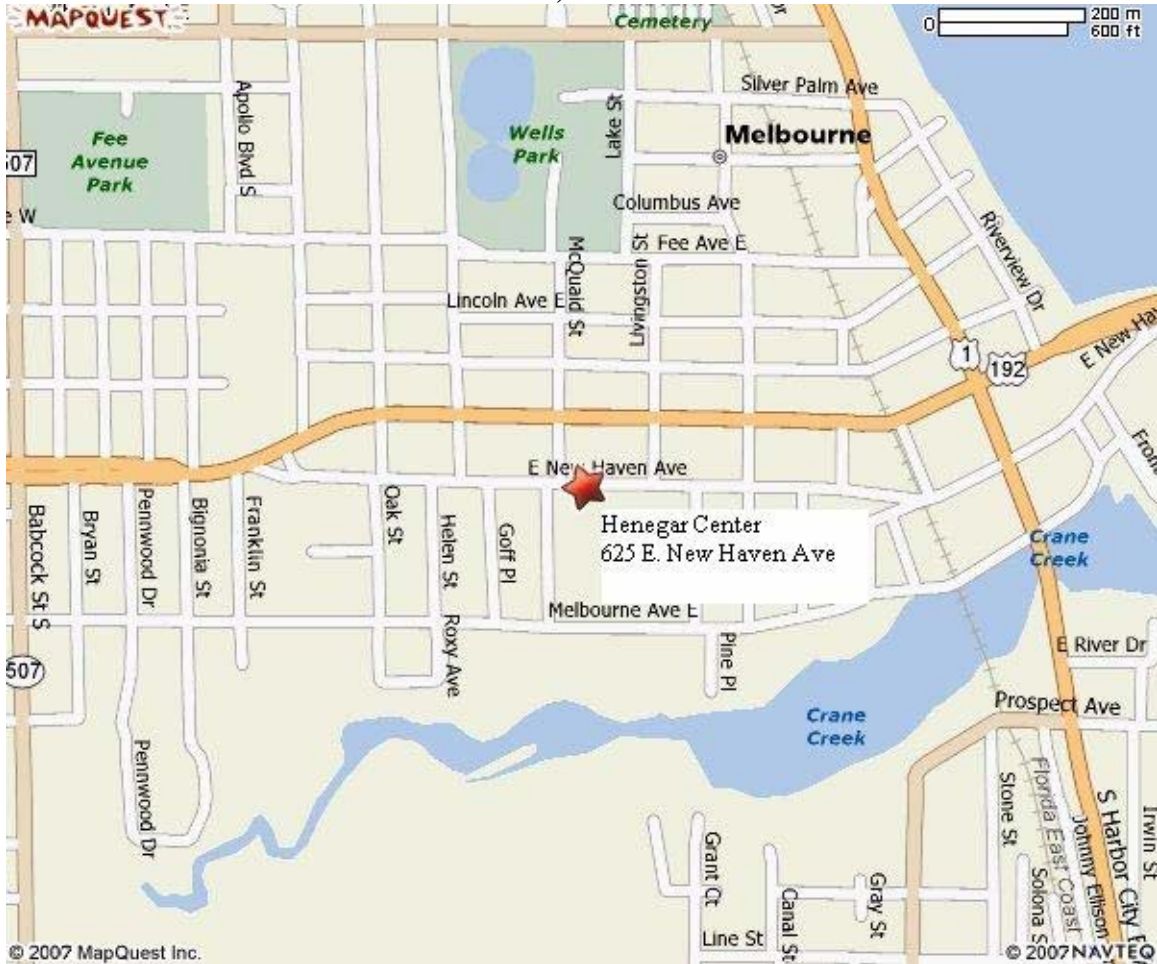 MAPQUEST
Cemetery
0
200 m
600 ft
Silver Palm Ave
Apollo Blvd S
Fee
Avenue
Park
Wells
Park
Lake St
Melbourne
507
Columbus Ave
e W
Fee Ave E
Riverview Dr
McQuaid St
Livingston St
Lincoln Ave E
1
192
E New Hav
E New Haven Ave
Henegar Center
625 E. New Haven Ave
Babcock St S
Bryan St
Pennwood Dr
Bignonia St
Franklin St
Oak St
Helen St
Goff Pl
Crane
Creek
Melbourne Ave E
Roxy Ave
Pine Pl
E River Dr
507
Prospect Ave
Crane
Creek
Pennwood Dr
Stone St
Florida East Coast
Johnny Ellison
S Harbor City B
Irwin St
Grant Ct
Canal St
Gray St
Solona S
Line St
© 2007 MapQuest Inc.
© 2007 NAVTEQ